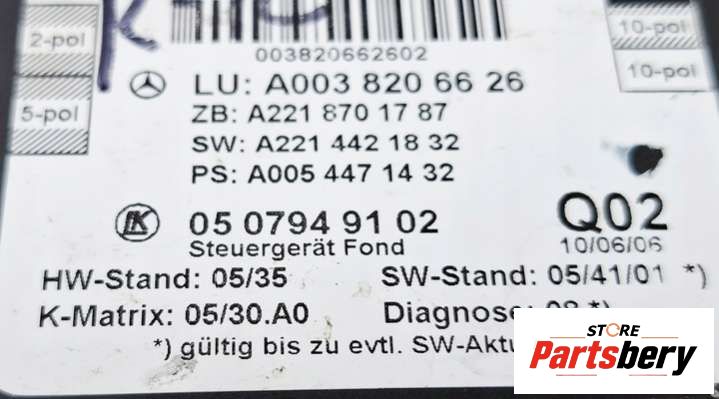 2-pol
5-pol
10-pol
10-pol
003820662602
LU: A003 820 66 26
ZB: A221 870 17 87
SW: A221 442 18 32
PS: A005 447 14 32
LK
05 0794 91 02
Q02
Steuergerät Fond
10/06/06
HW-Stand: 05/35
SW-Stand: 05/41/01 *)
K-Matrix: 05/30.A0
Diagnose:
*) gültig bis zu evtl.
STORE
Partsbery